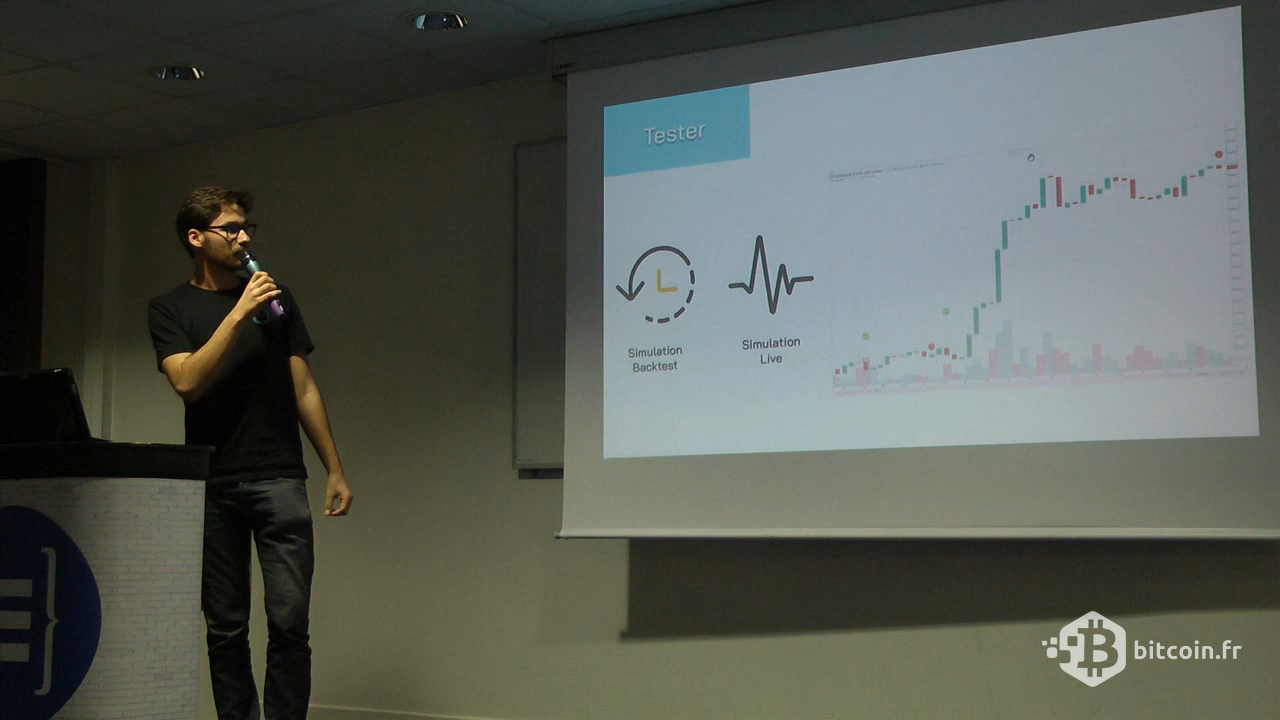 Tester
Simulation
Backtest
Simulation
Live
bitcoin.fr